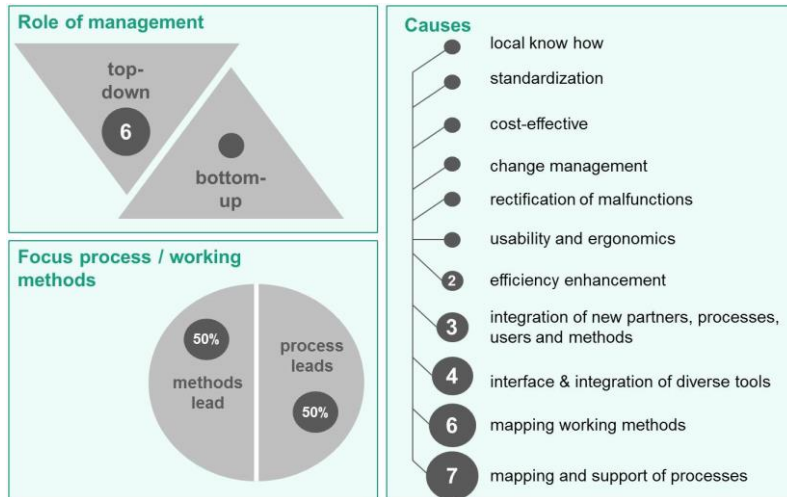 Role of management
top-
down
6
bottom-
up
Focus process / working
methods
50%
methods
lead
process
leads
50%
Causes
local know how
standardization
cost-effective
change management
rectification of malfunctions
usability and ergonomics
2 efficiency enhancement
3 integration of new partners, processes,
users and methods
4 interface & integration of diverse tools
6 mapping working methods
7 mapping and support of processes